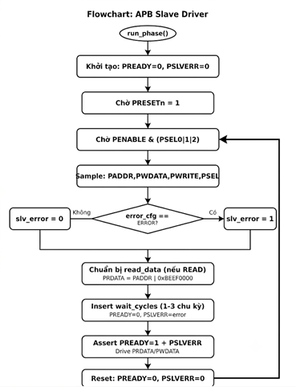 Flowchart: APB Slave Driver
run_phase()
Khởi tạo: PREADY=0, PSLVERR=0
Chờ PRESETn = 1
Chờ PENABLE & (PSEL0|1|2)
Sample: PADDR,PWDATA,PWRITE,PSEL
error_cfg ==
ERROR?
Không
Có
slv_error = 0
slv_error = 1
Chuẩn bị read_data (nếu READ)
PRDATA = PADDR | 0xBEEF0000
Insert wait_cycles (1-3 chu kỳ)
PREADY=0, PSLVERR=error
Assert PREADY=1 + PSLVERR
Drive PRDATA/PWDATA
Reset: PREADY=0, PSLVERR=0